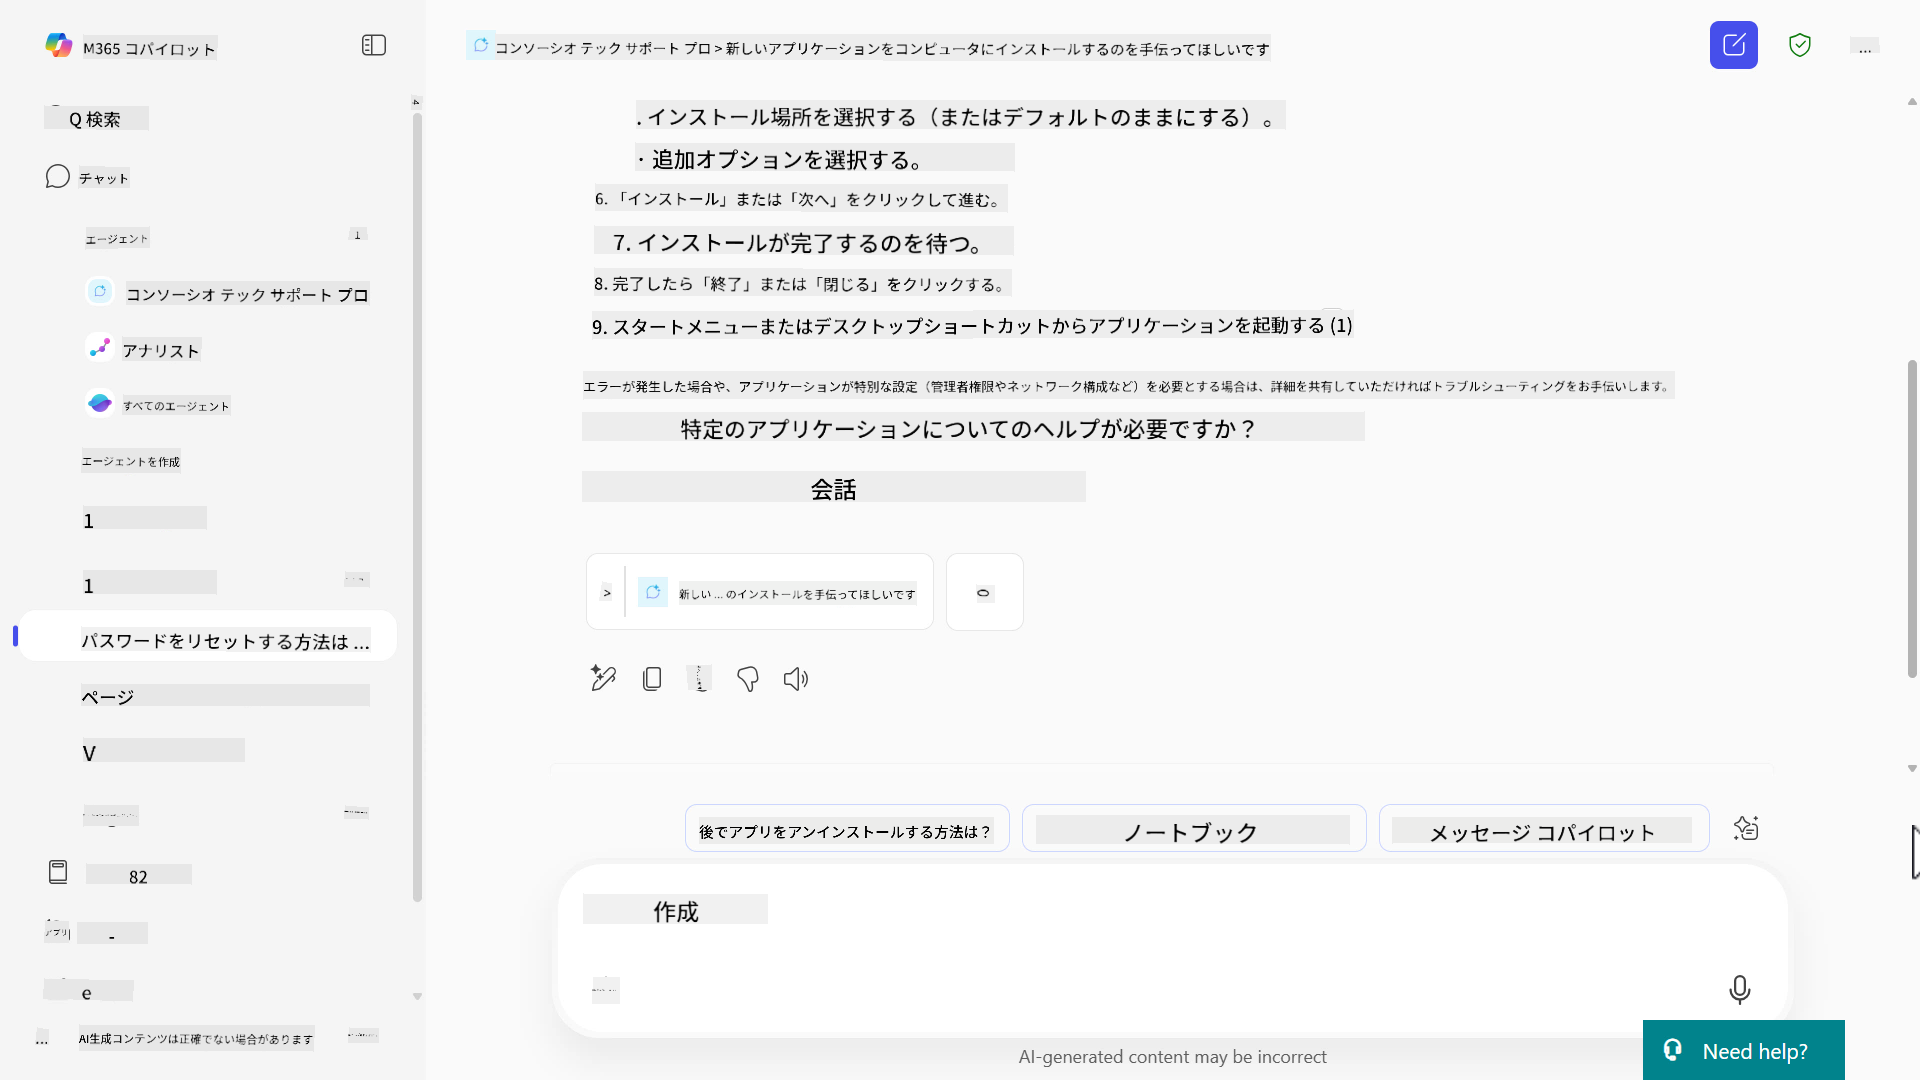 M365 コパイロット
Q 検索
チャット
エージェント
1
コンソーシオ テック サポート プロ
アナリスト
すべてのエージェント
エージェントを作成
1
1
パスワードをリセットする方法は ...
ページ
V
82
アプリ
-
e
...
AI生成コンテンツは正確でない場合があります
コンソーシオ テック サポート プロ > 新しいアプリケーションをコンピュータにインストールするのを手伝ってほしいです
...
. インストール場所を選択する（またはデフォルトのままにする）。
· 追加オプションを選択する。
6. 「インストール」または「次へ」をクリックして進む。
7. インストールが完了するのを待つ。
8. 完了したら「終了」または「閉じる」をクリックする。
9. スタートメニューまたはデスクトップショートカットからアプリケーションを起動する (1)
エラーが発生した場合や、アプリケーションが特別な設定（管理者権限やネットワーク構成など）を必要とする場合は、詳細を共有していただければトラブルシューティングをお手伝いします。
特定のアプリケーションについてのヘルプが必要ですか？
会話
>
新しい ... のインストールを手伝ってほしいです
0
後でアプリをアンインストールする方法は？
ノートブック
メッセージ コパイロット
作成
AI-generated content may be incorrect
Need help?